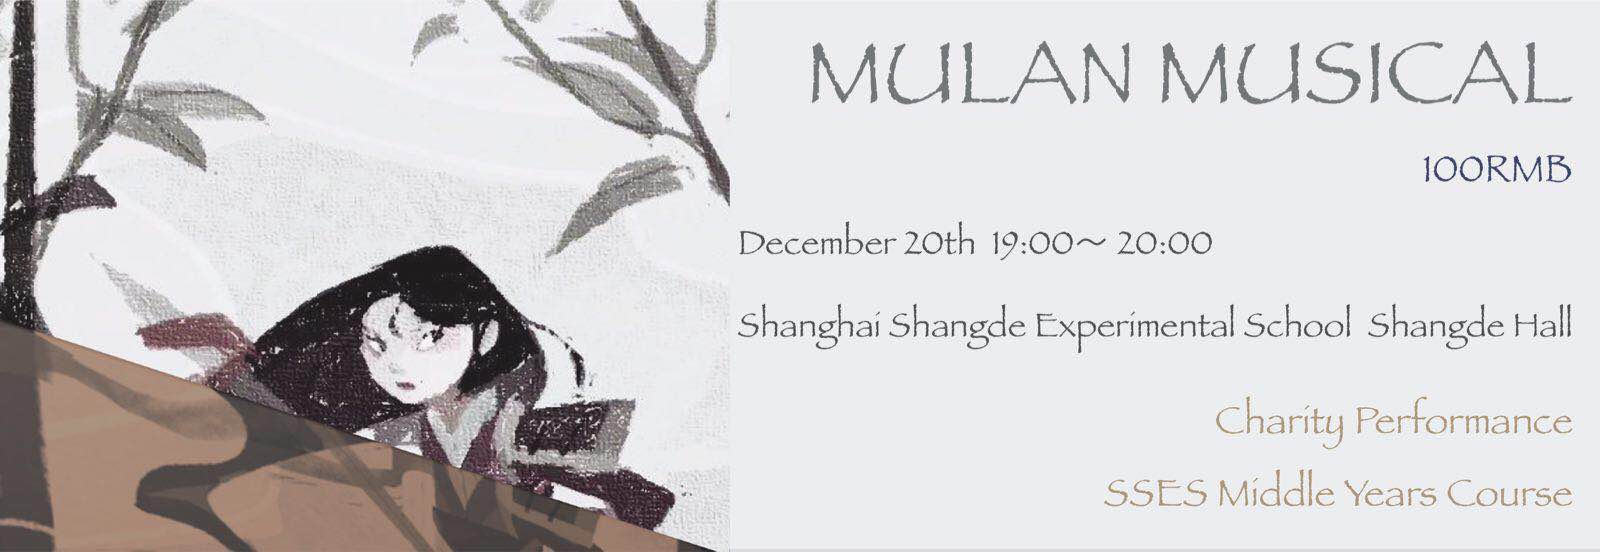 MULAN MUSICAL
100RMB
December 20th 19:00～ 20:00
Shanghai Shangde Experimental School Shangde Hall
Charity Performance
SSES Middle Years Course